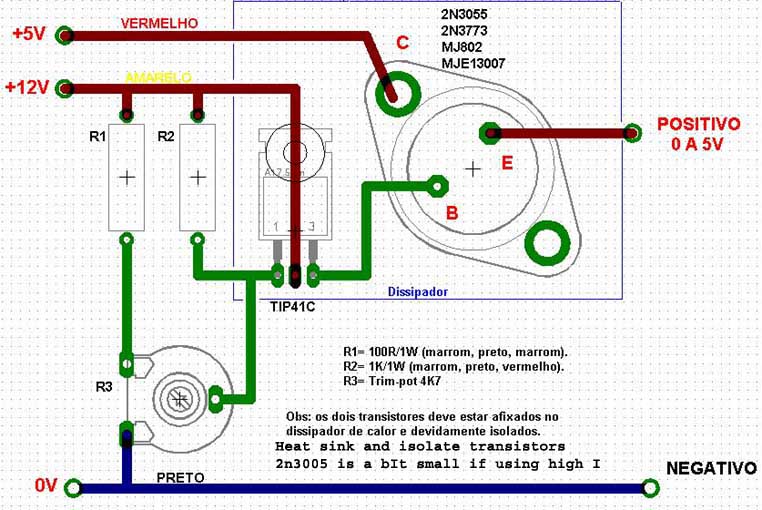 +5V
VERMELHO
C
2N3055
2N3773
MJ802
MJE13007
+12V
AMARELO
R1
R2
POSITIVO
0 A 5V
E
B
1
3
Dissipador
TIP41C
R1= 100R/1W (marrom, preto, marrom).
R2= 1K/1W (marrom, preto, vermelho).
R3= Trim-pot 4K7
R3
Obs: os dois transistores deve estar afixados no
dissipador de calor e devidamente isolados.
Heat sink and isolate transistors
2n3005 is a bIt small if using high I
0V
PRETO
NEGATIVO